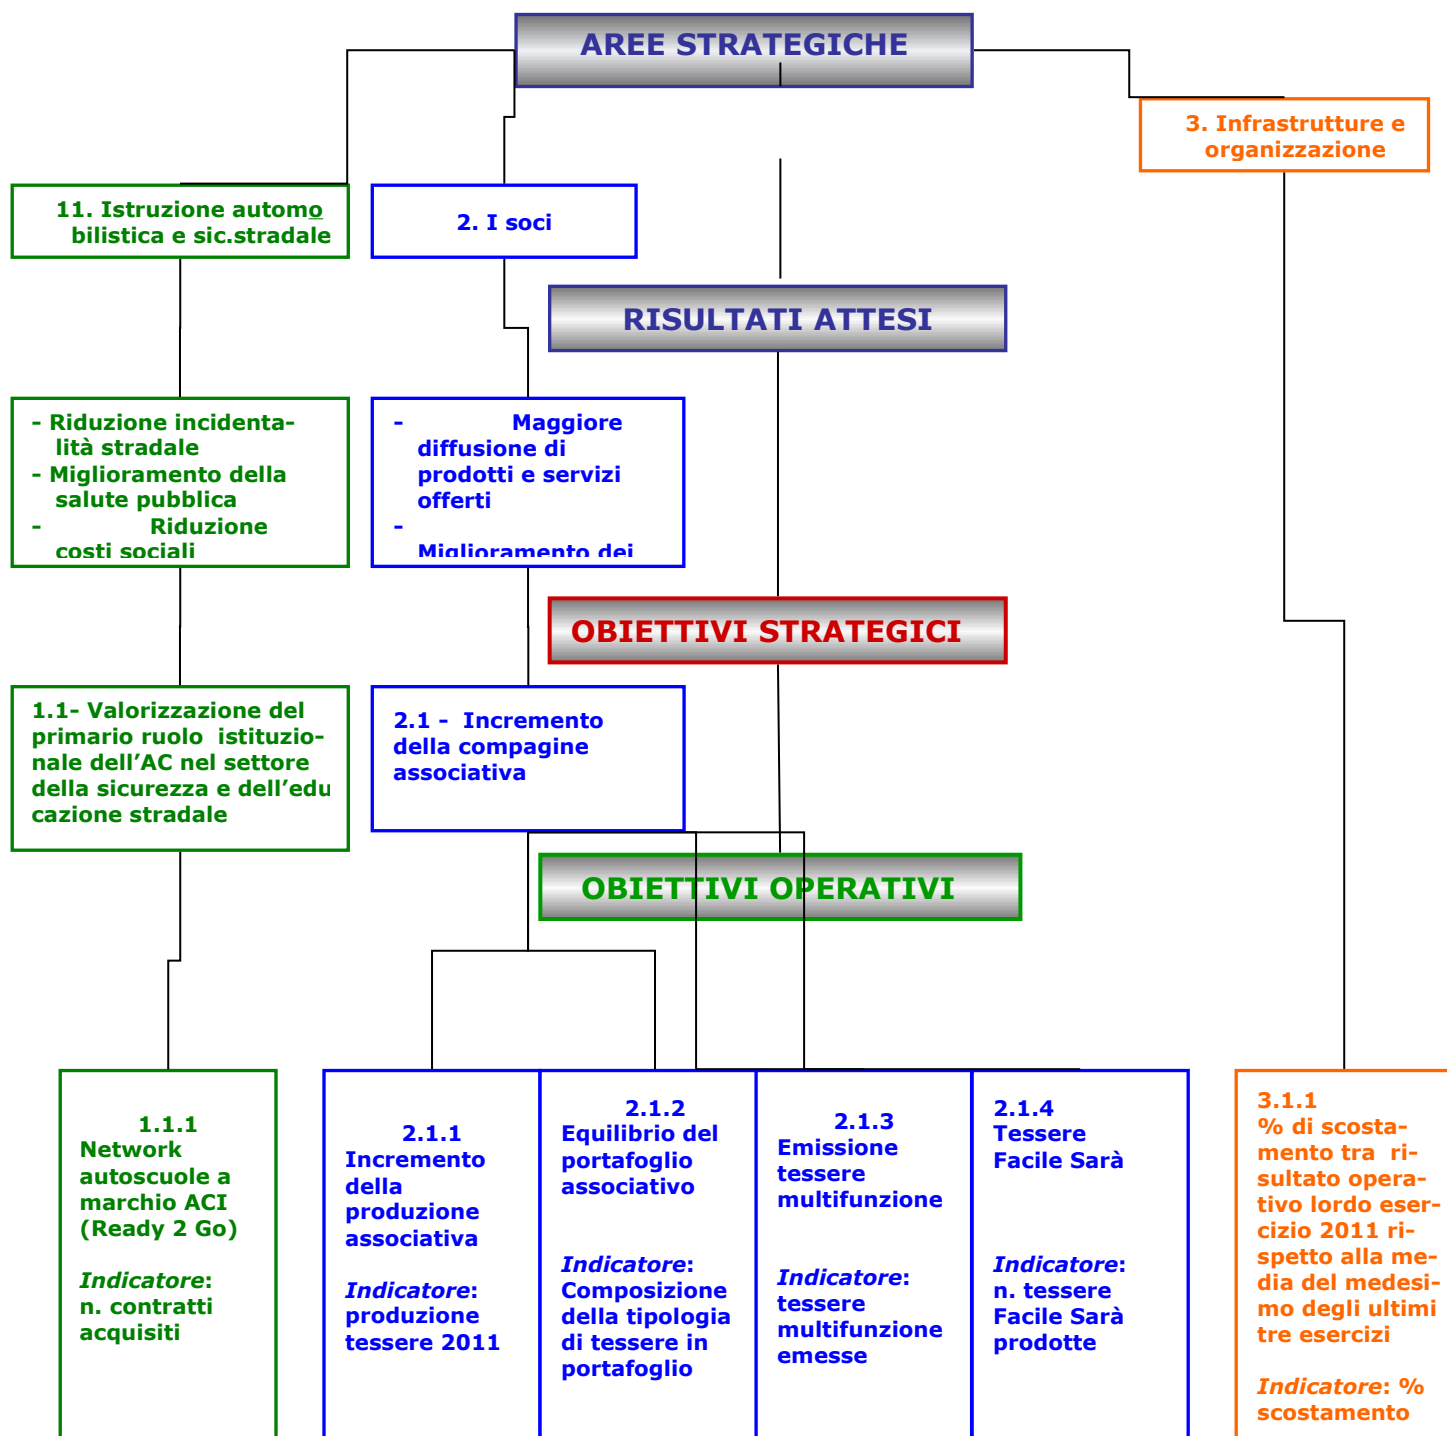 AREE STRATEGICHE
3. Infrastrutture e
organizzazione
11. Istruzione automo
bilistica e sic.stradale
2. I soci
RISULTATI ATTESI
- Riduzione incidenta-
lità stradale
- Miglioramento della
salute pubblica
- Riduzione
costi sociali
- Maggiore
diffusione di
prodotti e servizi
offerti
-
Miglioramento dei
OBIETTIVI STRATEGICI
1.1- Valorizzazione del
primario ruolo istituzio-
nale dell'AC nel settore
della sicurezza e dell'edu
cazione stradale
2.1 - Incremento
della compagine
associativa
OBIETTIVI OPERATIVI
1.1.1
Network
autoscuole a
marchio ACI
(Ready 2 Go)
Indicatore:
n. contratti
acquisiti
2.1.1
Incremento
della
produzione
associativa
Indicatore:
produzione
tessere 2011
2.1.2
Equilibrio del
portafoglio
associativo
Indicatore:
Composizione
della tipologia
di tessere in
portafoglio
2.1.3
Emissione
tessere
multifunzione
Indicatore:
tessere
multifunzione
emesse
2.1.4
Tessere
Facile Sarà
Indicatore:
n. tessere
Facile Sarà
prodotte
3.1.1
% di scosta-
mento tra ri-
sultato opera-
tivo lordo eser-
cizio 2011 ri-
spetto alla me-
dia del medesi-
mo degli ultimi
tre esercizi
Indicatore: %
scostamento